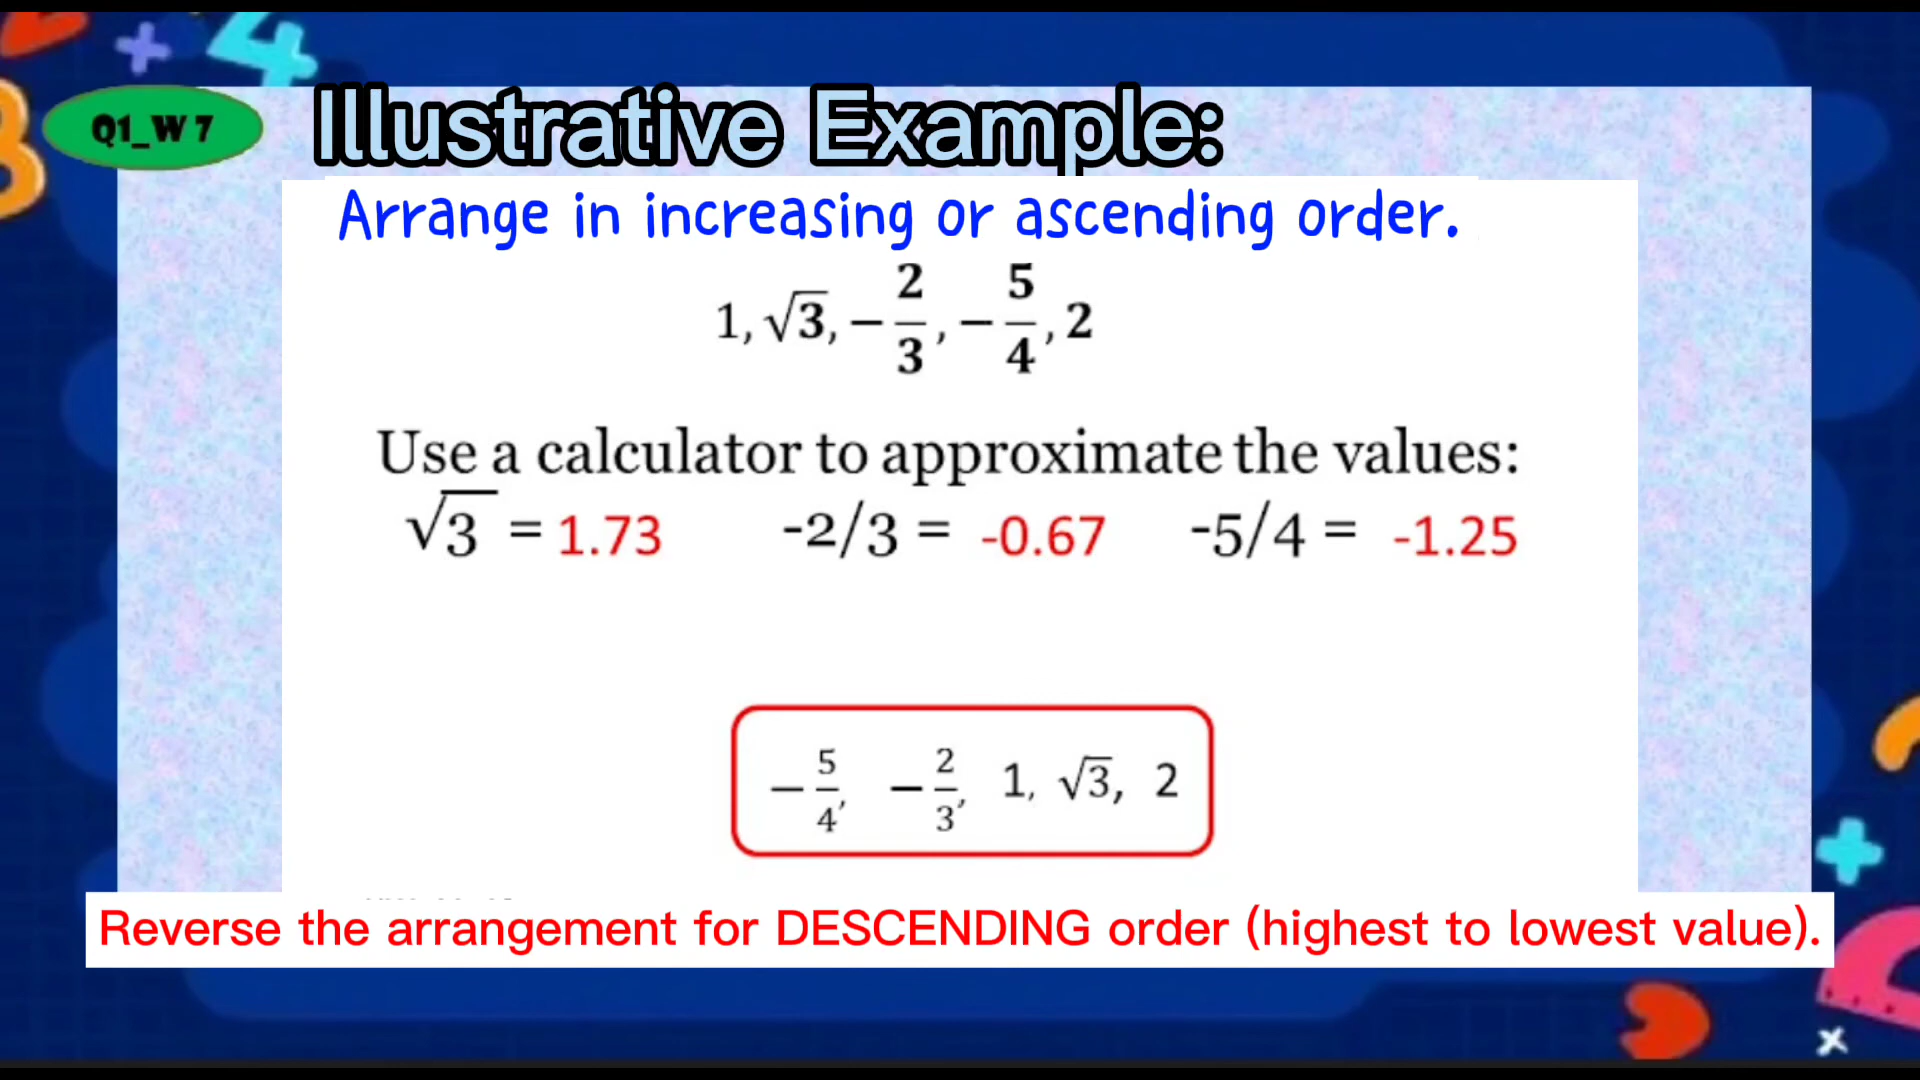 Q1_W 7
Illustrative Example:
Arrange in increasing or ascending order.
1, √3, −2/3, −5/4, 2
Use a calculator to approximate the values:
√3 = 1.73 -2/3 = -0.67 -5/4 = -1.25
−5/4, −2/3, 1, √3, 2
Reverse the arrangement for DESCENDING order (highest to lowest value).